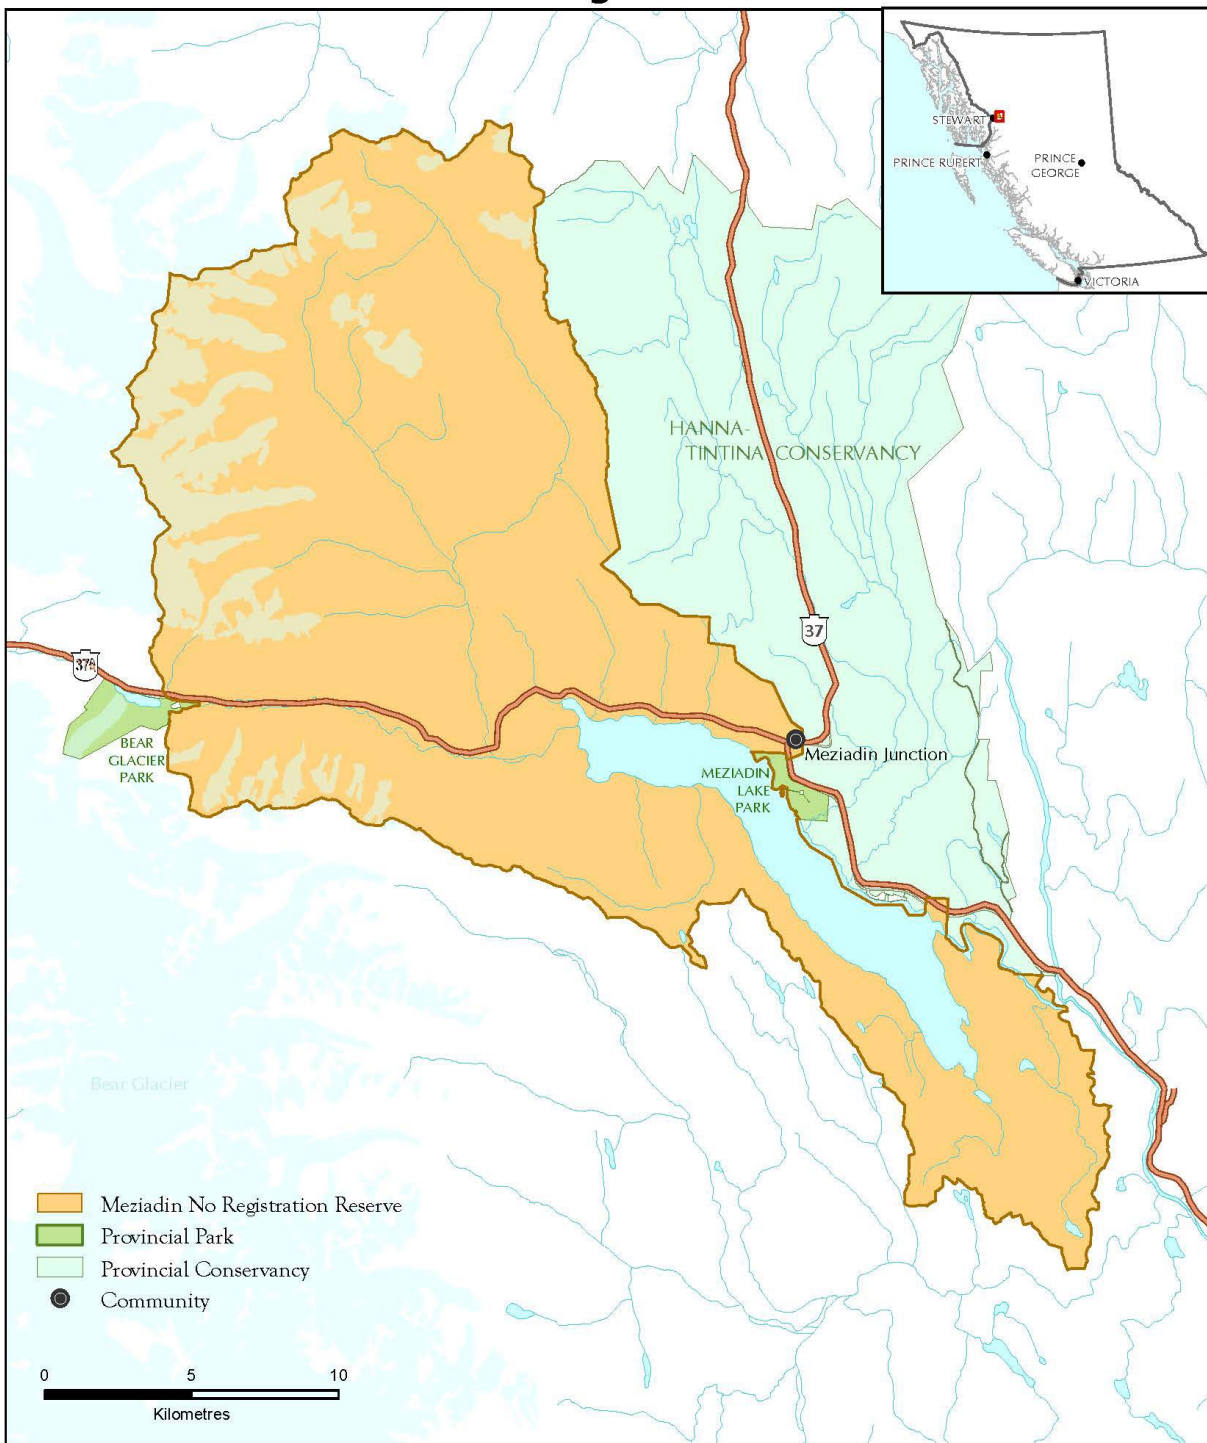 STEWART
PRINCE RUPERT
PRINCE
GEORGE
VICTORIA
HANNA-
TINTINA CONSERVANCY
37
37A
BEAR
GLACIER
PARK
Meziadin Junction
MEZIADIN
LAKE
PARK
Bear Glacier
Meziadin No Registration Reserve
Provincial Park
Provincial Conservancy
Community
0 5 10
Kilometres